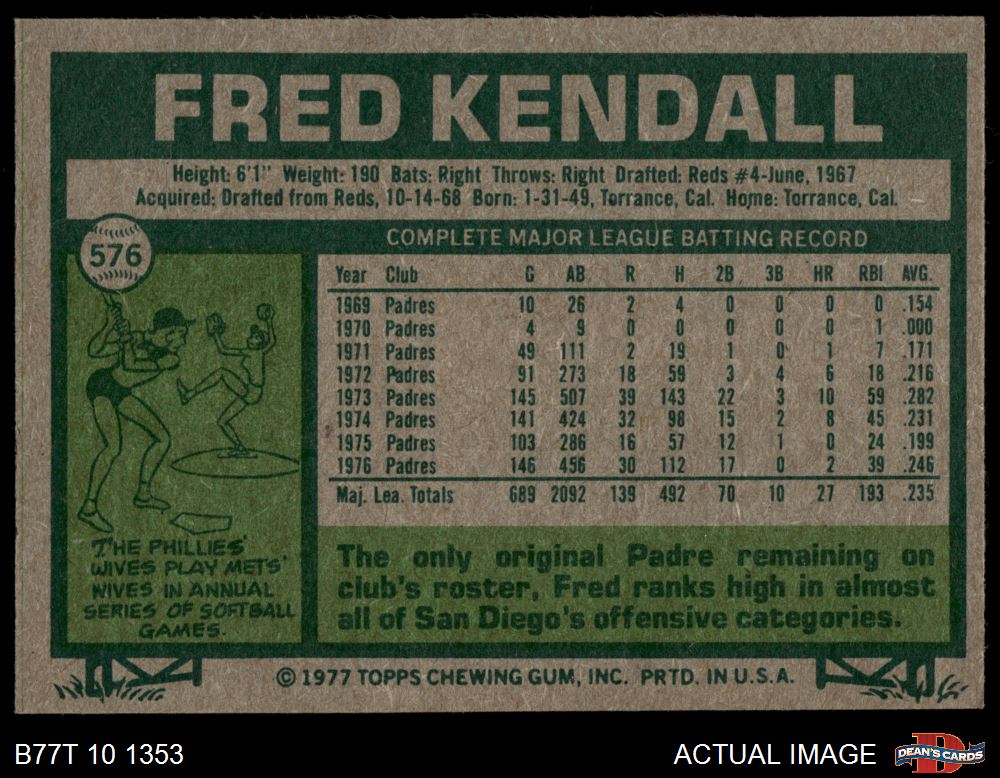 FRED KENDALL
Height: 6'1" Weight: 190 Bats: Right Throws: Right Drafted: Reds #4-June, 1967
Acquired: Drafted from Reds, 10-14-68 Born: 1-31-49, Torrance, Cal. Home: Torrance, Cal.
576
COMPLETE MAJOR LEAGUE BATTING RECORD
Year Club G AB R H 2B 3B HR RBI AVG.
1969 Padres 10 26 2 4 0 0 0 0 .154
1970 Padres 4 9 0 0 0 0 0 1 .000
1971 Padres 49 111 2 19 1 0 1 7 .171
1972 Padres 91 273 18 59 3 4 6 18 .216
1973 Padres 145 507 39 143 22 3 10 59 .282
1974 Padres 141 424 32 98 15 2 8 45 .231
1975 Padres 103 286 16 57 12 1 0 24 .199
1976 Padres 146 456 30 112 17 0 2 39 .246
Maj. Lea. Totals 689 2092 139 492 70 10 27 193 .235
THE PHILLIES'
WIVES PLAY METS'
WIVES IN ANNUAL
SERIES OF SOFTBALL
GAMES.
The only original Padre remaining on
club's roster, Fred ranks high in almost
all of San Diego's offensive categories.
© 1977 TOPPS CHEWING GUM, INC. PRTD. IN U.S.A.
B77T 10 1353
ACTUAL IMAGE
DEAN'S CARDS